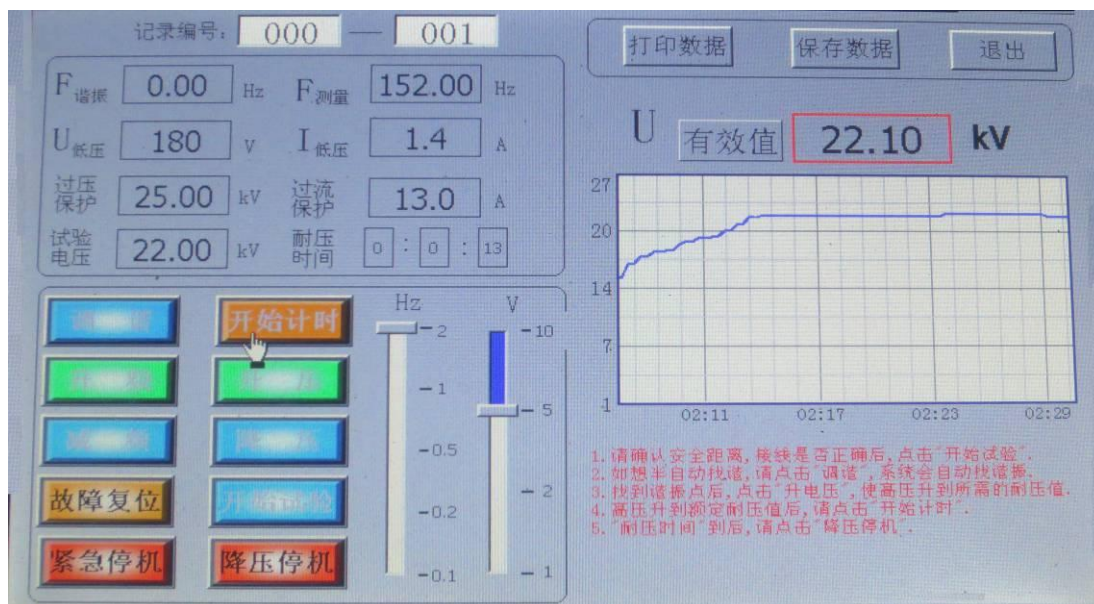 记录编号: 000 — 001
F谐振 0.00 Hz F测量 152.00 Hz
U低压 180 V I低压 1.4 A
过压保护 25.00 kV 过流保护 13.0 A
试验电压 22.00 kV 耐压时间 0 : 0 : 13
开始计时
故障复位 开始试验
紧急停机 降压停机
Hz V
2 10
1 5
0.5
0.2 2
0.1 1
打印数据 保存数据 退出
U 有效值 22.10 kV
27
20
14
7
1
02:11 02:17 02:23 02:29
1. 请确认安全距离, 接线是否正确后, 点击"开始试验".
2. 如想半自动找谐, 请点击"调谐", 系统会自动找谐振.
3. 找到谐振点后, 点击"升电压", 使高压升到所需的耐压值.
4. 高压升到额定耐压值后, 请点击"开始计时".
5. "耐压时间"到后, 请点击"降压停机".